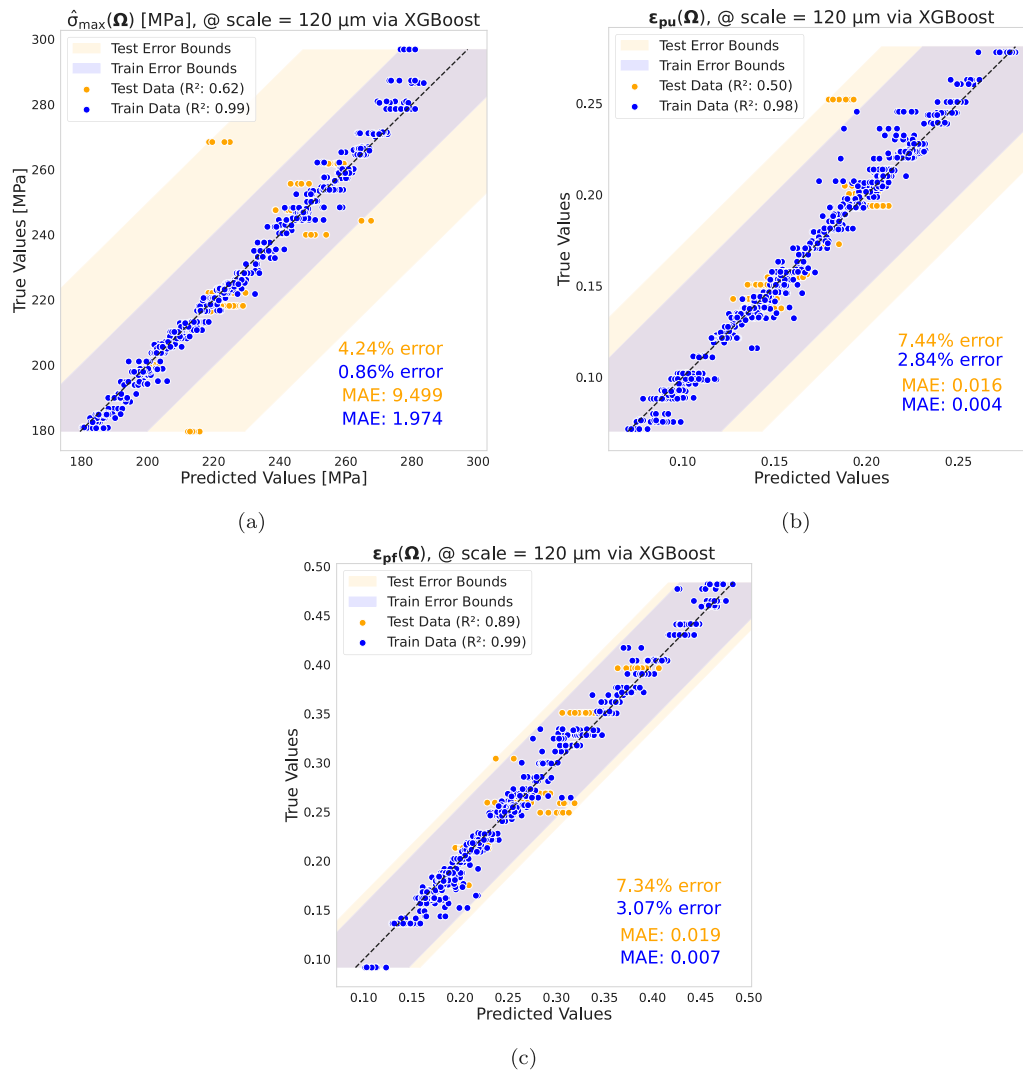 σ̂max(Ω) [MPa], @ scale = 120 μm via XGBoost
300
280
260
240
220
200
180
True Values [MPa]
Test Error Bounds
Train Error Bounds
Test Data (R²: 0.62)
Train Data (R²: 0.99)
4.24% error
0.86% error
MAE: 9.499
MAE: 1.974
180 200 220 240 260 280 300
Predicted Values [MPa]
(a)
εpu(Ω), @ scale = 120 μm via XGBoost
0.25
0.20
0.15
0.10
True Values
Test Error Bounds
Train Error Bounds
Test Data (R²: 0.50)
Train Data (R²: 0.98)
7.44% error
2.84% error
MAE: 0.016
MAE: 0.004
0.10 0.15 0.20 0.25
Predicted Values
(b)
εpf(Ω), @ scale = 120 μm via XGBoost
0.50
0.45
0.40
0.35
0.30
0.25
0.20
0.15
0.10
True Values
Test Error Bounds
Train Error Bounds
Test Data (R²: 0.89)
Train Data (R²: 0.99)
7.34% error
3.07% error
MAE: 0.019
MAE: 0.007
0.10 0.15 0.20 0.25 0.30 0.35 0.40 0.45 0.50
Predicted Values
(c)